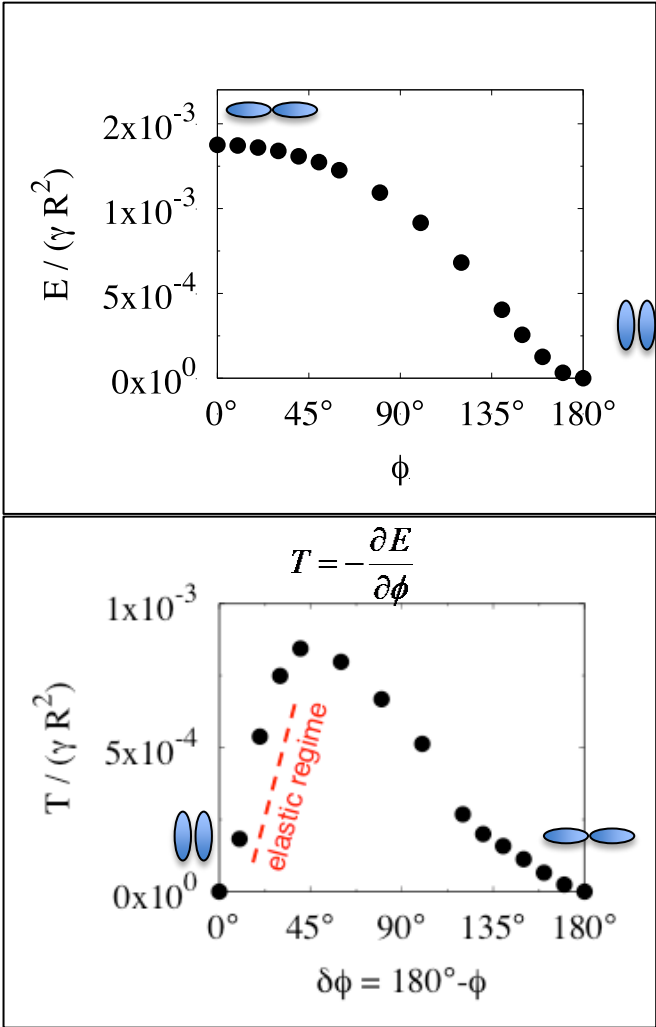 2x10⁻³
1x10⁻³
5x10⁻⁴
0x10⁰
E / (γ R²)
0° 45° 90° 135° 180°
ϕ
T = − ∂E/∂ϕ
1x10⁻³
5x10⁻⁴
0x10⁰
T / (γ R²)
elastic regime
0° 45° 90° 135° 180°
δϕ = 180°-ϕ